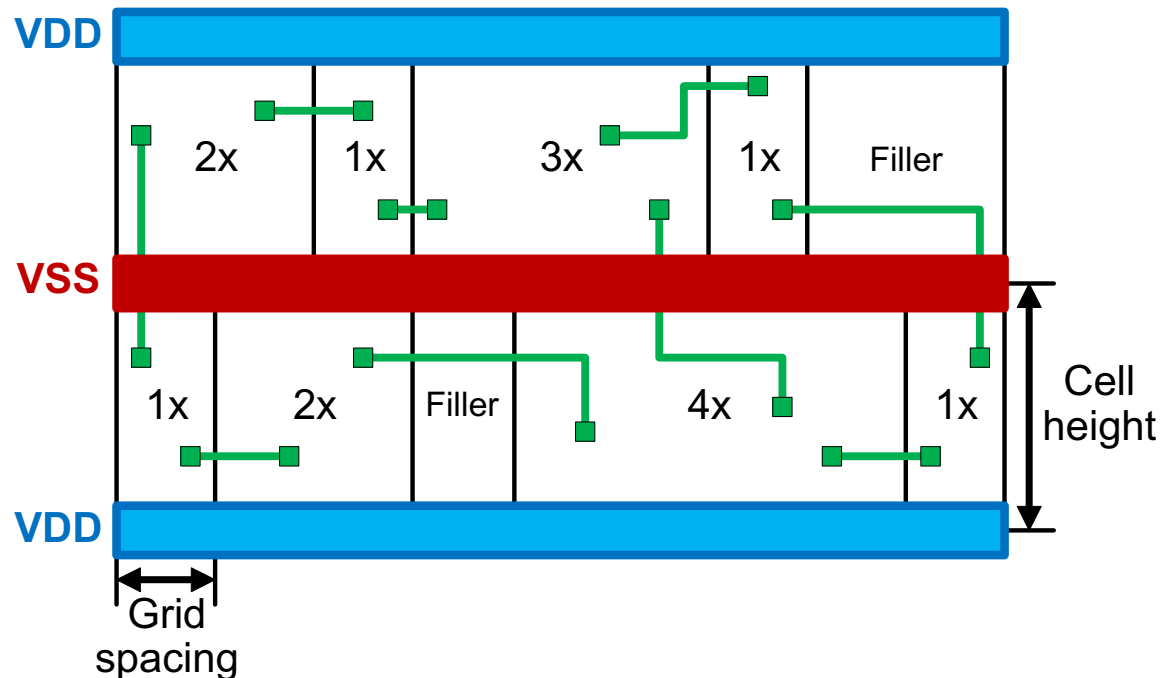 VDD
2x
1x
3x
1x
Filler
VSS
1x
2x
Filler
4x
1x
Cell
height
VDD
Grid
spacing